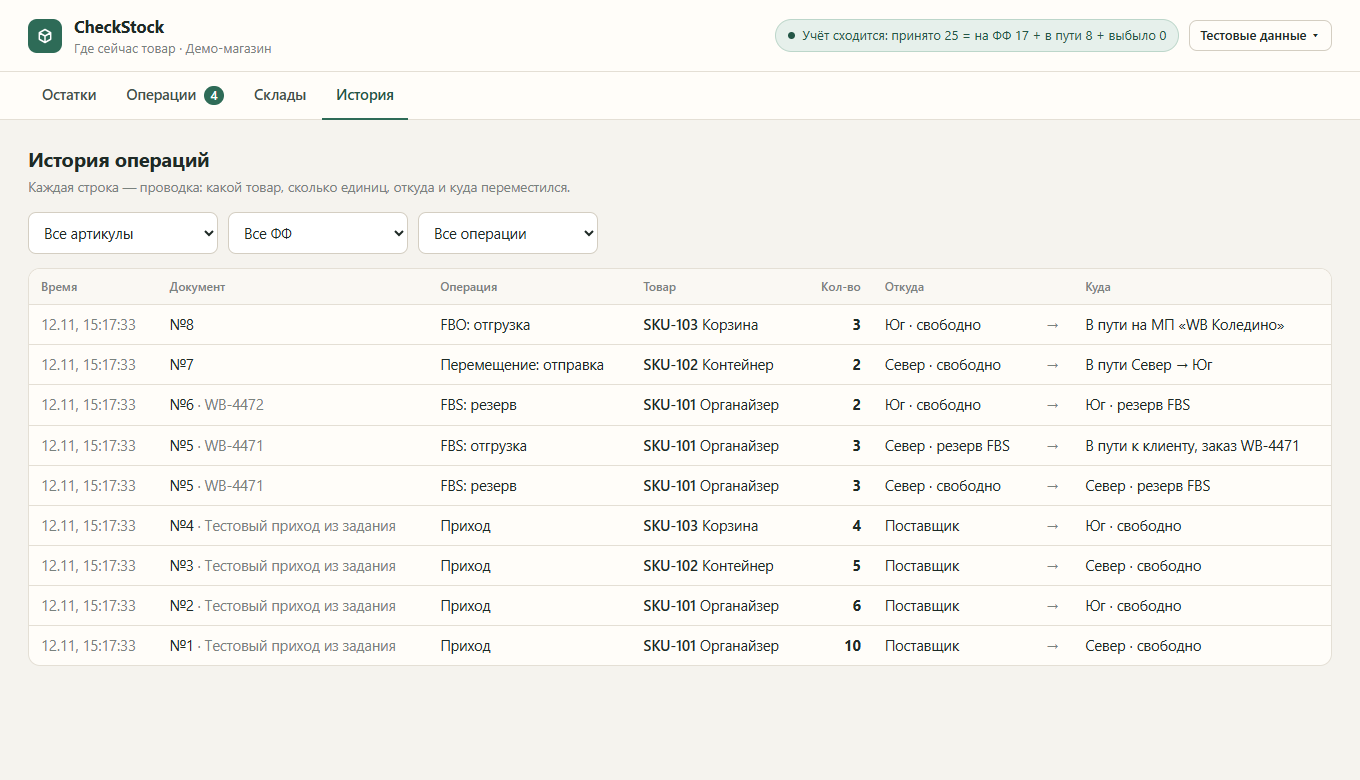 CheckStock
Где сейчас товар · Демо-магазин
Учёт сходится: принято 25 = на ФФ 17 + в пути 8 + выбыло 0
Тестовые данные
Остатки Операции 4 Склады История
История операций
Каждая строка — проводка: какой товар, сколько единиц, откуда и куда переместился.
Все артикулы Все ФФ Все операции
Время Документ Операция Товар Кол-во Откуда Куда
12.11, 15:17:33 №8 FBO: отгрузка SKU-103 Корзина 3 Юг · свободно → В пути на МП «WB Коледино»
12.11, 15:17:33 №7 Перемещение: отправка SKU-102 Контейнер 2 Север · свободно → В пути Север → Юг
12.11, 15:17:33 №6 · WB-4472 FBS: резерв SKU-101 Органайзер 2 Юг · свободно → Юг · резерв FBS
12.11, 15:17:33 №5 · WB-4471 FBS: отгрузка SKU-101 Органайзер 3 Север · резерв FBS → В пути к клиенту, заказ WB-4471
12.11, 15:17:33 №5 · WB-4471 FBS: резерв SKU-101 Органайзер 3 Север · свободно → Север · резерв FBS
12.11, 15:17:33 №4 · Тестовый приход из задания Приход SKU-103 Корзина 4 Поставщик → Юг · свободно
12.11, 15:17:33 №3 · Тестовый приход из задания Приход SKU-102 Контейнер 5 Поставщик → Север · свободно
12.11, 15:17:33 №2 · Тестовый приход из задания Приход SKU-101 Органайзер 6 Поставщик → Юг · свободно
12.11, 15:17:33 №1 · Тестовый приход из задания Приход SKU-101 Органайзер 10 Поставщик → Север · свободно